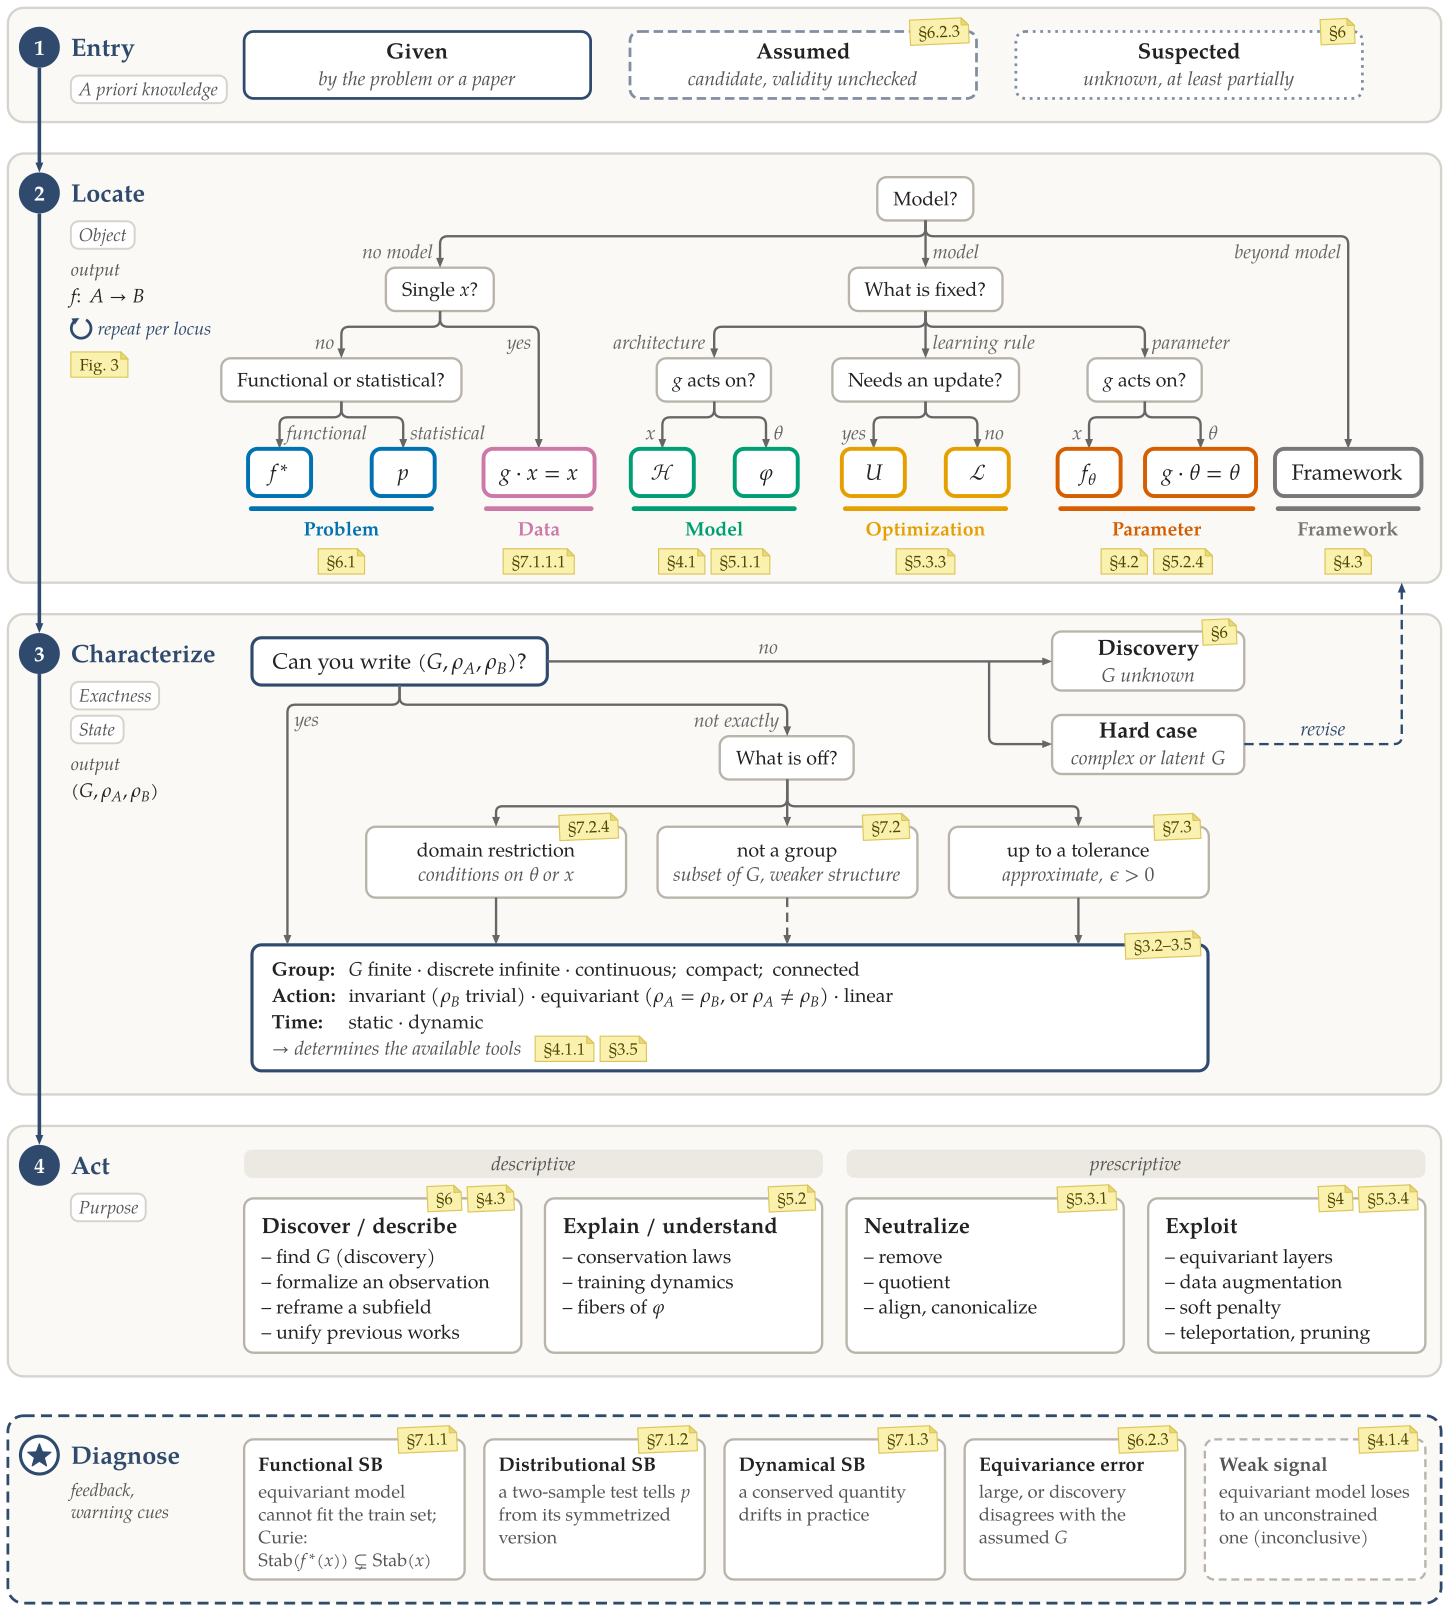 1 Entry
A priori knowledge
Given
by the problem or a paper
§6.2.3
Assumed
candidate, validity unchecked
§6
Suspected
unknown, at least partially
2 Locate
Object
output
f: A → B
repeat per locus
Fig. 3
Model?
no model
model
beyond model
Single x?
What is fixed?
no
yes
architecture
learning rule
parameter
Functional or statistical?
g acts on?
Needs an update?
g acts on?
functional
statistical
x
θ
yes
no
x
θ
f*
p
g · x = x
ℋ
φ
U
ℒ
f_θ
g · θ = θ
Framework
Problem
Data
Model
Optimization
Parameter
Framework
§6.1
§7.1.1.1
§4.1 §5.1.1
§5.3.3
§4.2 §5.2.4
§4.3
3 Characterize
Exactness
State
output
(G, ρ_A, ρ_B)
Can you write (G, ρ_A, ρ_B)?
no
§6
Discovery
G unknown
yes
not exactly
Hard case
complex or latent G
revise
What is off?
§7.2.4
domain restriction
conditions on θ or x
§7.2
not a group
subset of G, weaker structure
§7.3
up to a tolerance
approximate, ϵ > 0
§3.2–3.5
Group: G finite · discrete infinite · continuous; compact; connected
Action: invariant (ρ_B trivial) · equivariant (ρ_A = ρ_B, or ρ_A ≠ ρ_B) · linear
Time: static · dynamic
→ determines the available tools §4.1.1 §3.5
4 Act
Purpose
descriptive
prescriptive
§6 §4.3
Discover / describe
– find G (discovery)
– formalize an observation
– reframe a subfield
– unify previous works
§5.2
Explain / understand
– conservation laws
– training dynamics
– fibers of φ
§5.3.1
Neutralize
– remove
– quotient
– align, canonicalize
§4 §5.3.4
Exploit
– equivariant layers
– data augmentation
– soft penalty
– teleportation, pruning
Diagnose
feedback,
warning cues
§7.1.1
Functional SB
equivariant model
cannot fit the train set;
Curie:
Stab(f*(x)) ⊊ Stab(x)
§7.1.2
Distributional SB
a two-sample test tells p
from its symmetrized
version
§7.1.3
Dynamical SB
a conserved quantity
drifts in practice
§6.2.3
Equivariance error
large, or discovery
disagrees with the
assumed G
§4.1.4
Weak signal
equivariant model loses
to an unconstrained
one (inconclusive)